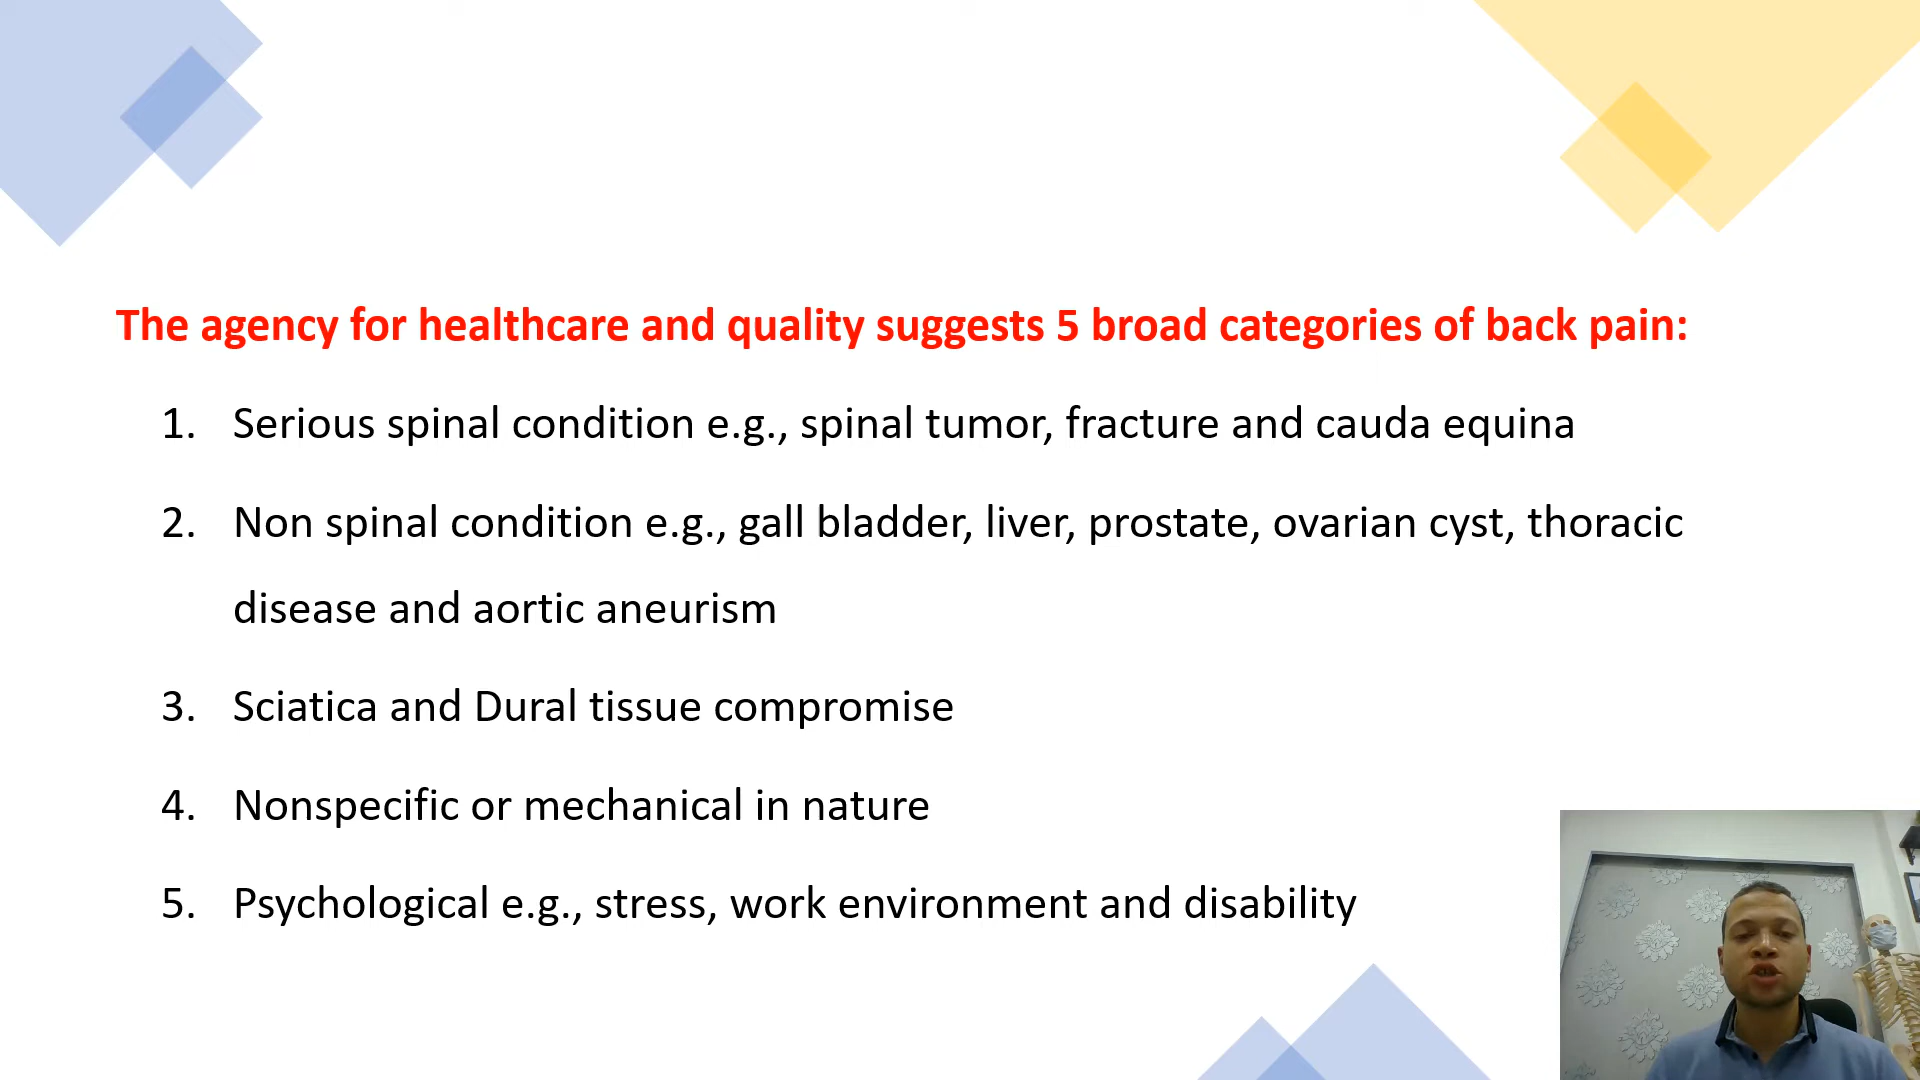 The agency for healthcare and quality suggests 5 broad categories of back pain:
1. Serious spinal condition e.g., spinal tumor, fracture and cauda equina
2. Non spinal condition e.g., gall bladder, liver, prostate, ovarian cyst, thoracic
disease and aortic aneurism
3. Sciatica and Dural tissue compromise
4. Nonspecific or mechanical in nature
5. Psychological e.g., stress, work environment and disability